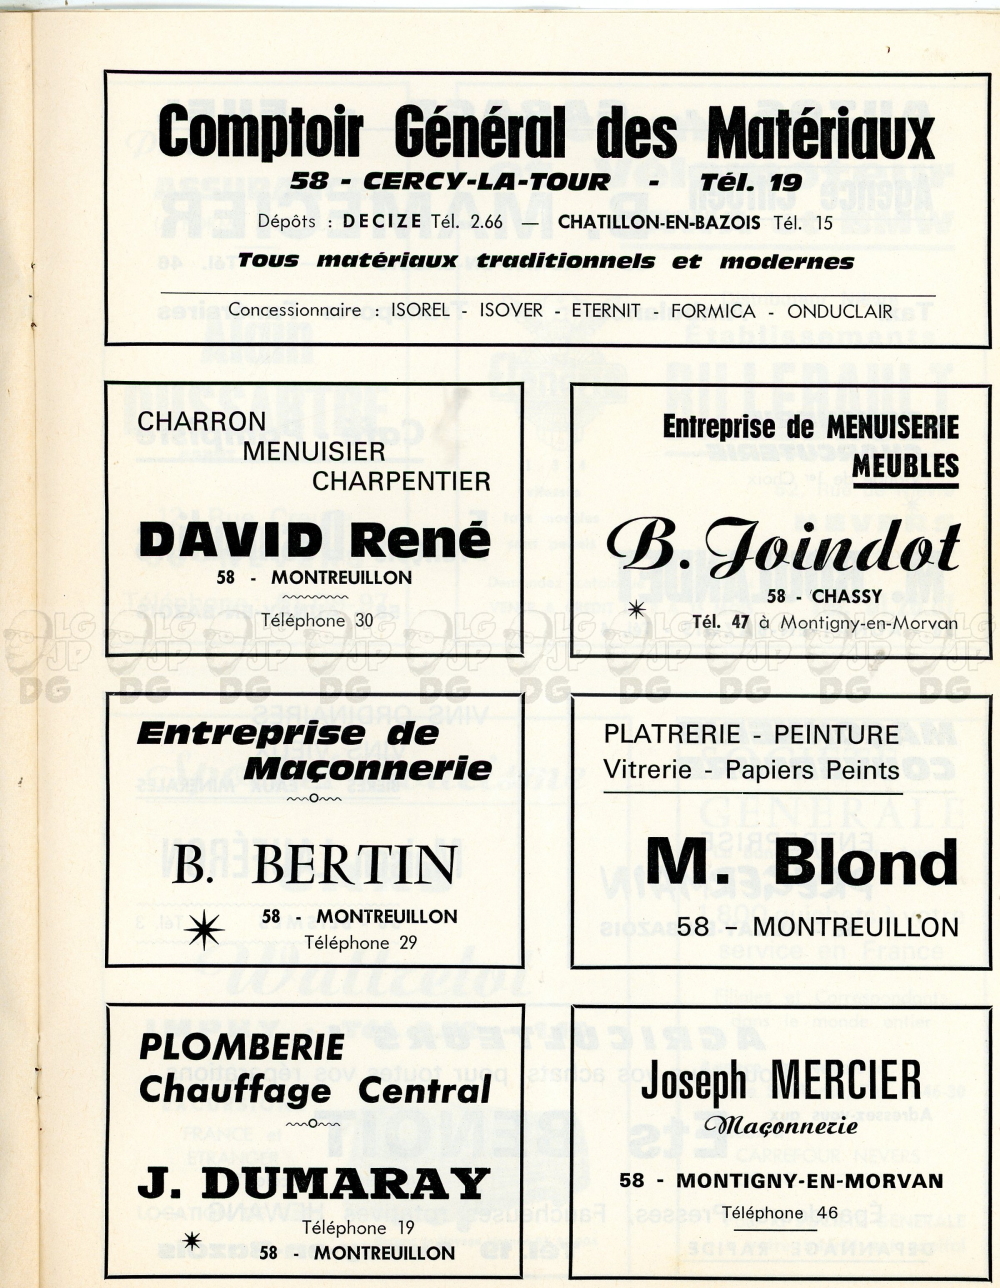 Comptoir Général des Matériaux
58 - CERCY-LA-TOUR - Tél. 19
Dépôts : DECIZE Tél. 2.66 — CHATILLON-EN-BAZOIS Tél. 15
Tous matériaux traditionnels et modernes
Concessionnaire : ISOREL - ISOVER - ETERNIT - FORMICA - ONDUCLAIR
CHARRON
MENUISIER
CHARPENTIER
DAVID René
58 - MONTREUILLON
Téléphone 30
Entreprise de MENUISERIE
MEUBLES
B. Joindot
58 - CHASSY
Tél. 47 à Montigny-en-Morvan
Entreprise de
Maçonnerie
B. BERTIN
58 - MONTREUILLON
Téléphone 29
PLATRERIE - PEINTURE
Vitrerie - Papiers Peints
M. Blond
58 - MONTREUILLON
PLOMBERIE
Chauffage Central
J. DUMARAY
Téléphone 19
58 - MONTREUILLON
Joseph MERCIER
Maçonnerie
58 - MONTIGNY-EN-MORVAN
Téléphone 46